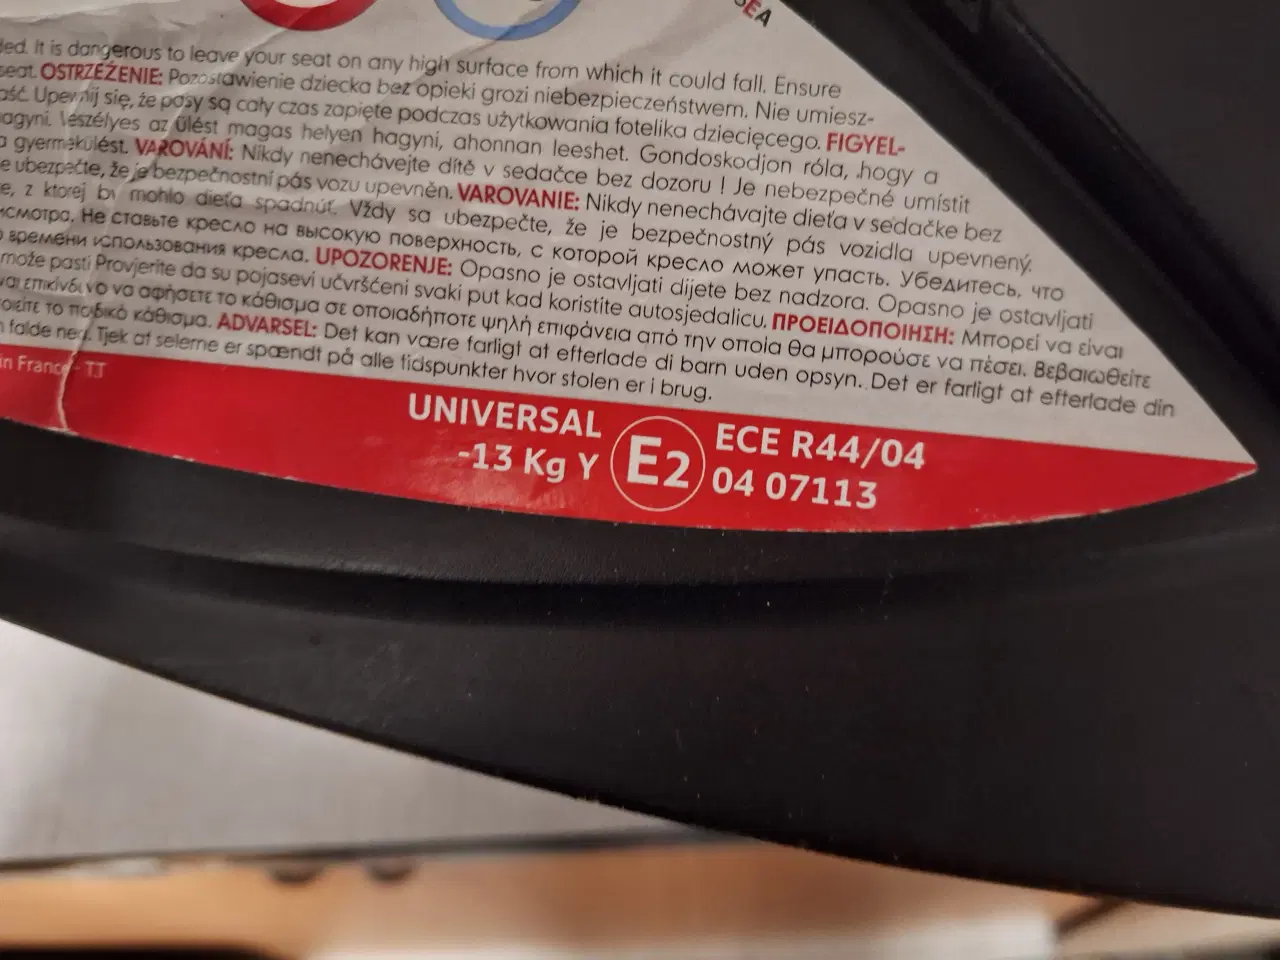 EA
ded. It is dangerous to leave your seat on any high surface from which it could fall. Ensure
seat. OSTRZEŻENIE: Pozostawienie dziecka bez opieki grozi niebezpieczeństwem. Nie umiesz-
aść. Upewnij się, że pasy są cały czas zapięte podczas użytkowania fotelika dziecięcego. FIGYEL-
hagyni. Veszélyes az ülést magas helyen hagyni, ahonnan leeshet. Gondoskodjon róla, hogy a
a gyermekülést. VAROVÁNÍ: Nikdy nenechávejte dítě v sedačce bez dozoru ! Je nebezpečné umístit
e ubezpečte, že je bezpečnostní pás vozu upevněn. VAROVANIE: Nikdy nenechávajte dieťa v sedačke bez
e, z ktorej by mohlo dieťa spadnúť. Vždy sa ubezpečte, že je bezpečnostný pás vozidla upevnený.
исмотра. Не ставьте кресло на высокую поверхность, с которой кресло может упасть. Убедитесь, что
о времени использования кресла. UPOZORENJE: Opasno je ostavljati dijete bez nadzora. Opasno je ostavljati
može pasti Provjerite da su pojasevi učvršćeni svaki put kad koristite autosjedalicu. ΠΡΟΕΙΔΟΠΟΙΗΣΗ: Μπορεί να είναι
ναι επικίνδυνο να αφήσετε το κάθισμα σε οποιαδήποτε ψηλή επιφάνεια από την οποία θα μπορούσε να πέσει. Βεβαιωθείτε
οιείτε το παιδικό κάθισμα. ADVARSEL: Det kan være farligt at efterlade di barn uden opsyn. Det er farligt at efterlade din
n falde ned. Tjek at selerne er spændt på alle tidspunkter hvor stolen er i brug.
in France - TT
UNIVERSAL
-13 Kg Y
E2
ECE R44/04
04 07113